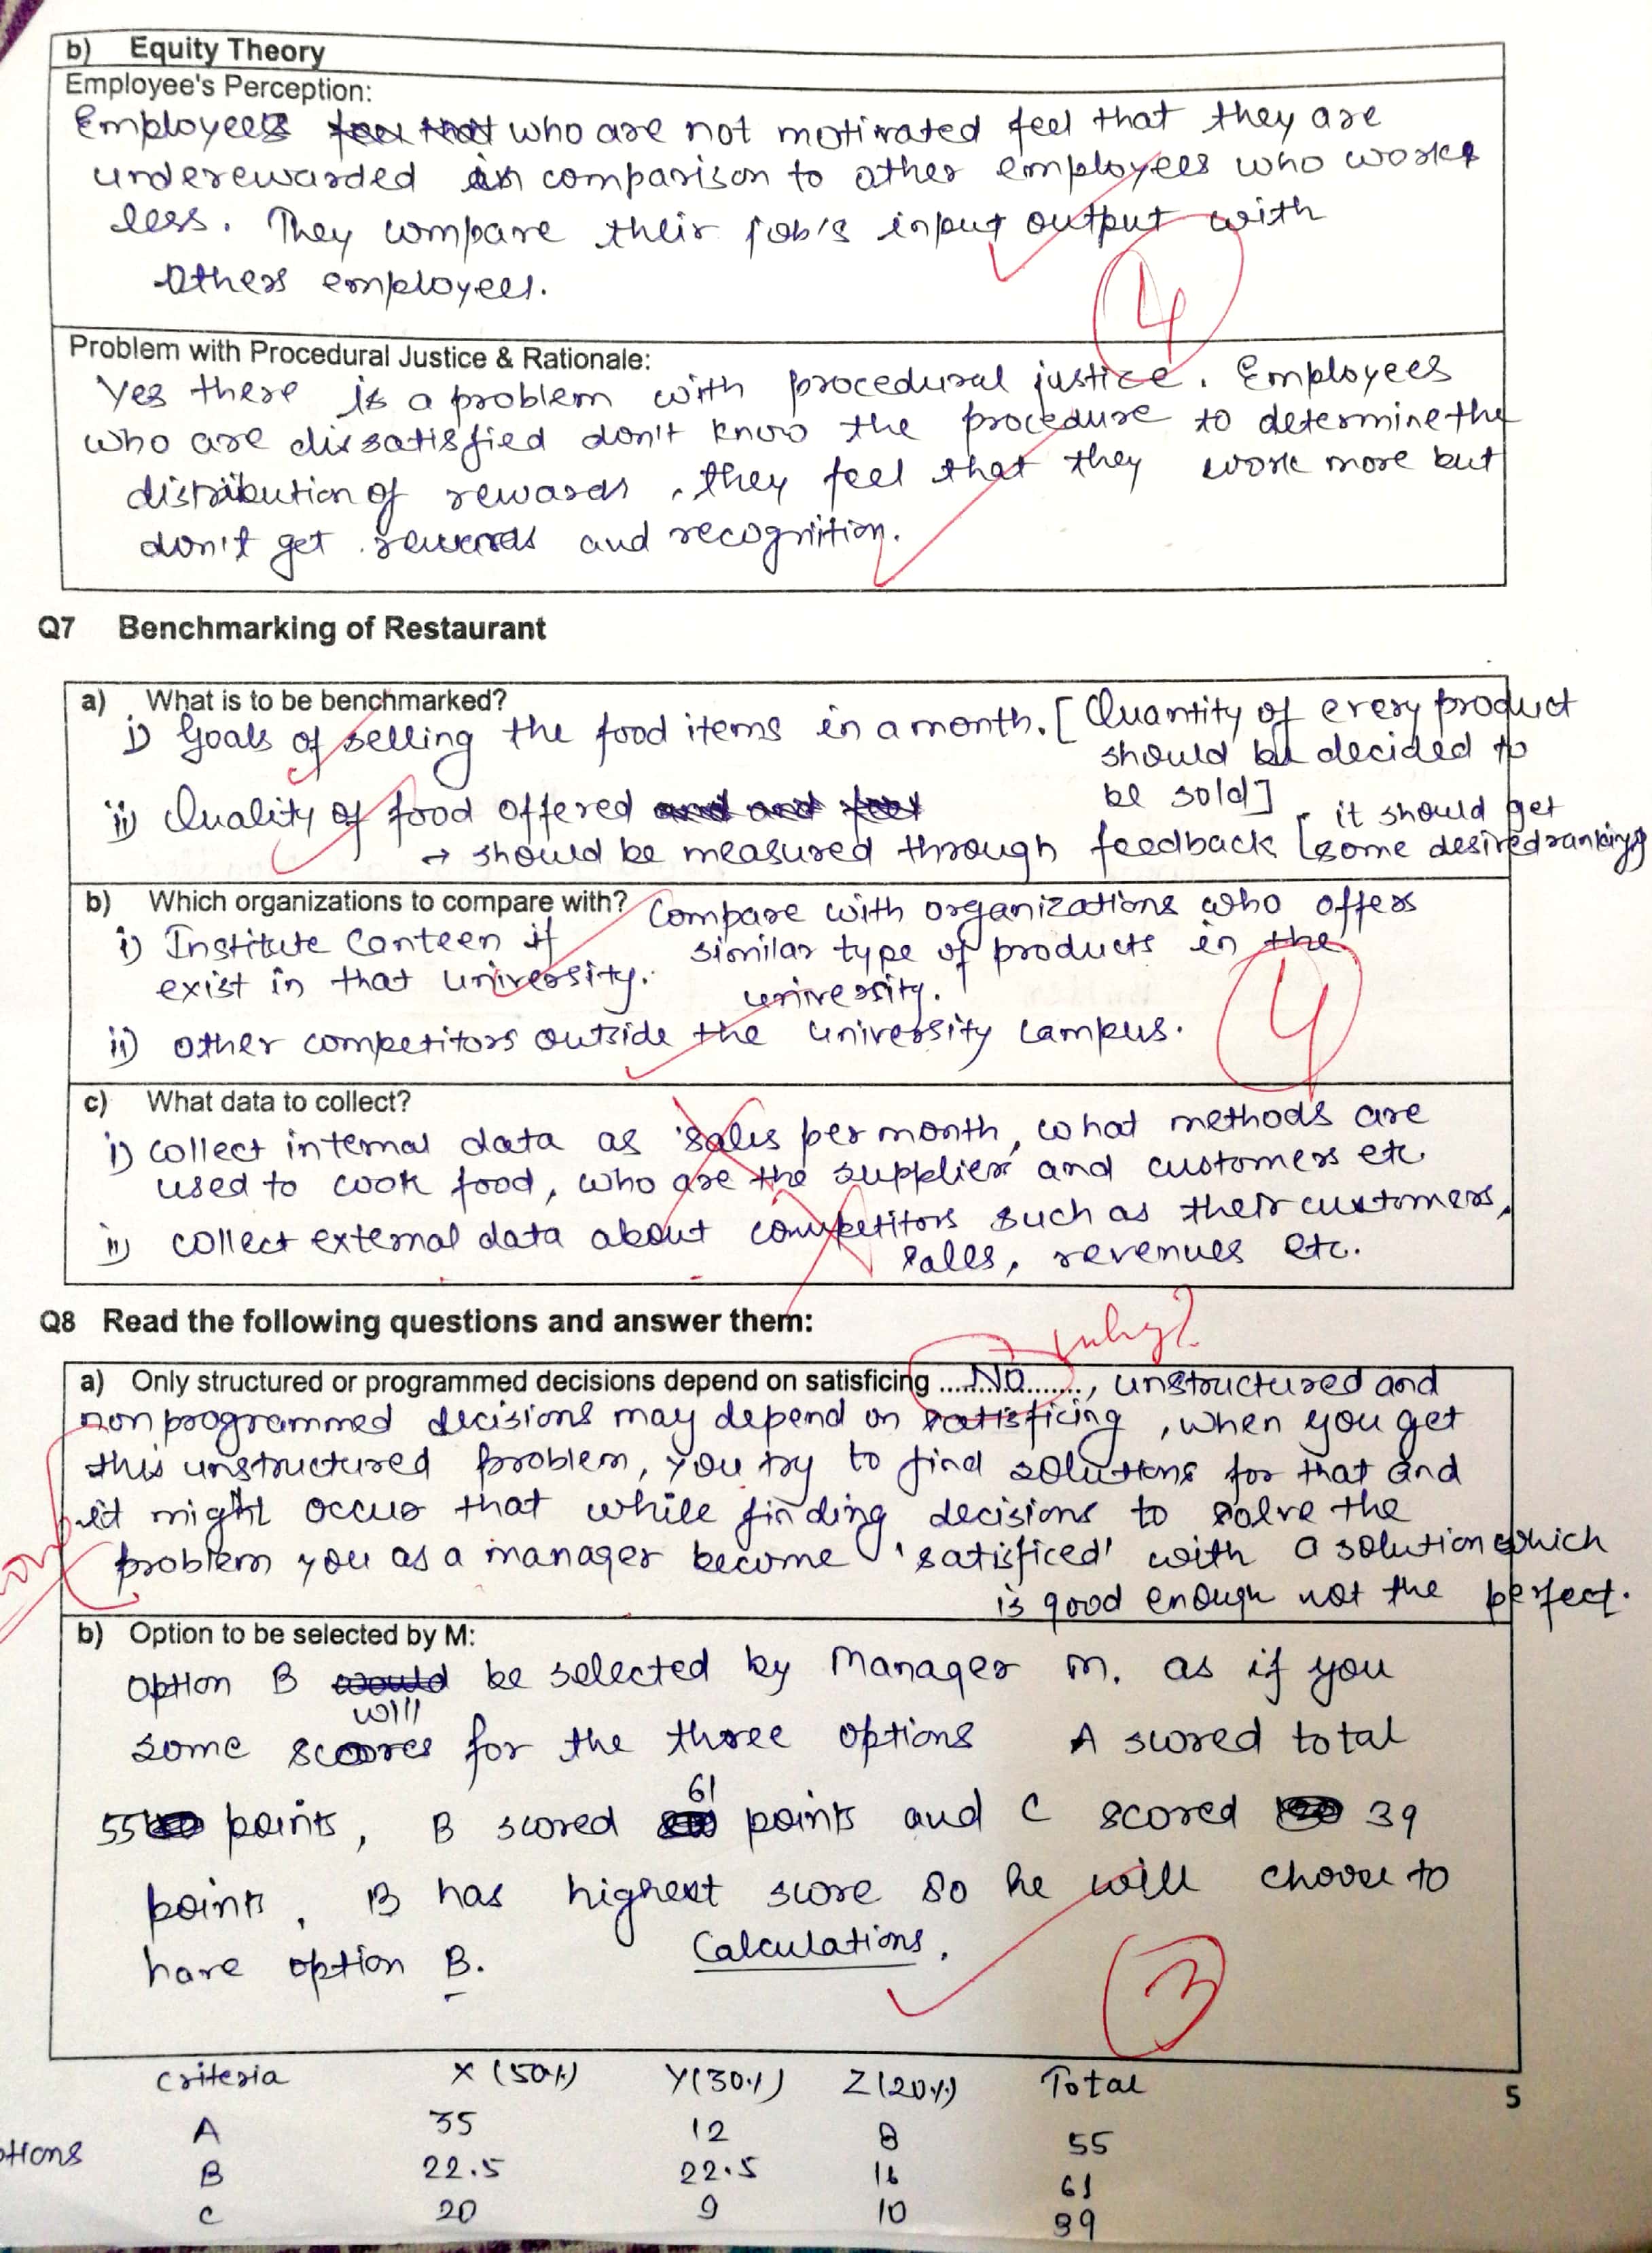 b) Equity Theory
Employee's Perception:
Employees feel that who are not motivated feel that they are
underewarded in comparison to other employees who works
less. They compare their job's input output with
others employees.
4
Problem with Procedural Justice & Rationale:
Yes there is a problem with procedural justice. Employees
who are dissatisfied don't know the procedure to determine the
distribution of rewards, they feel that they work more but
don't get rewards and recognition.
Q7 Benchmarking of Restaurant
a) What is to be benchmarked?
i) Goals of selling the food items in a month. [Quantity of every product
should be decided to
be sold]
ii) Quality of food offered
→ should be measured through feedback [it should get
some desired rankings
b) Which organizations to compare with? Compare with organizations who offers
i) Institute Canteen if similar type of products in the
exist in that university. university.
ii) other competitors outside the university campus.
4
c) What data to collect?
i) collect internal data as sales per month, what methods are
used to cook food, who are the supplier and customers etc.
ii) collect external data about competitors such as their customers,
sales, revenues etc.
Q8 Read the following questions and answer them:
why?
a) Only structured or programmed decisions depend on satisficing .....NO......., unstructured and
non programmed decisions may depend on satisficing, when you get
this unstructured problem, you try to find solutions for that and
it might occur that while finding decisions to solve the
problem you as a manager become 'satisficed' with a solution which
is good enough not the perfect.
b) Option to be selected by M:
Option B would will be selected by Manager M. as if you
some scores for the three options A scored total
55 points, B scored 61 points and C scored 39
points, B has highest score so he will choose to
have option B. Calculations.
3
Criteria X (50%) Y(30%) Z(20%) Total
5
A 35 12 8 55
B 22.5 22.5 16 61
C 20 9 10 39